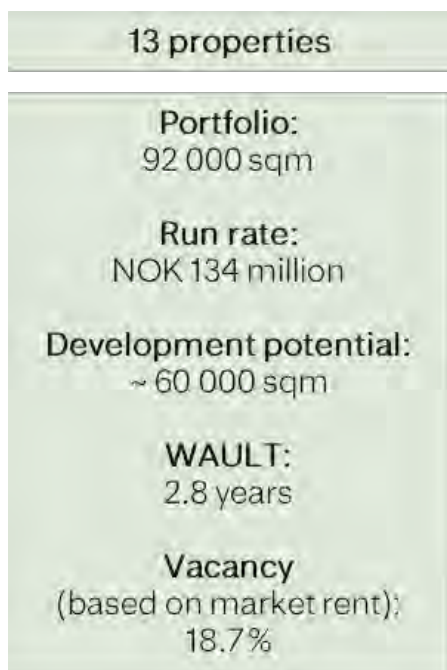 13 properties
Portfolio:
92 000 sqm
Run rate:
NOK 134 million
Development potential:
~ 60 000 sqm
WAULT:
2.8 years
Vacancy
(based on market rent):
18.7%